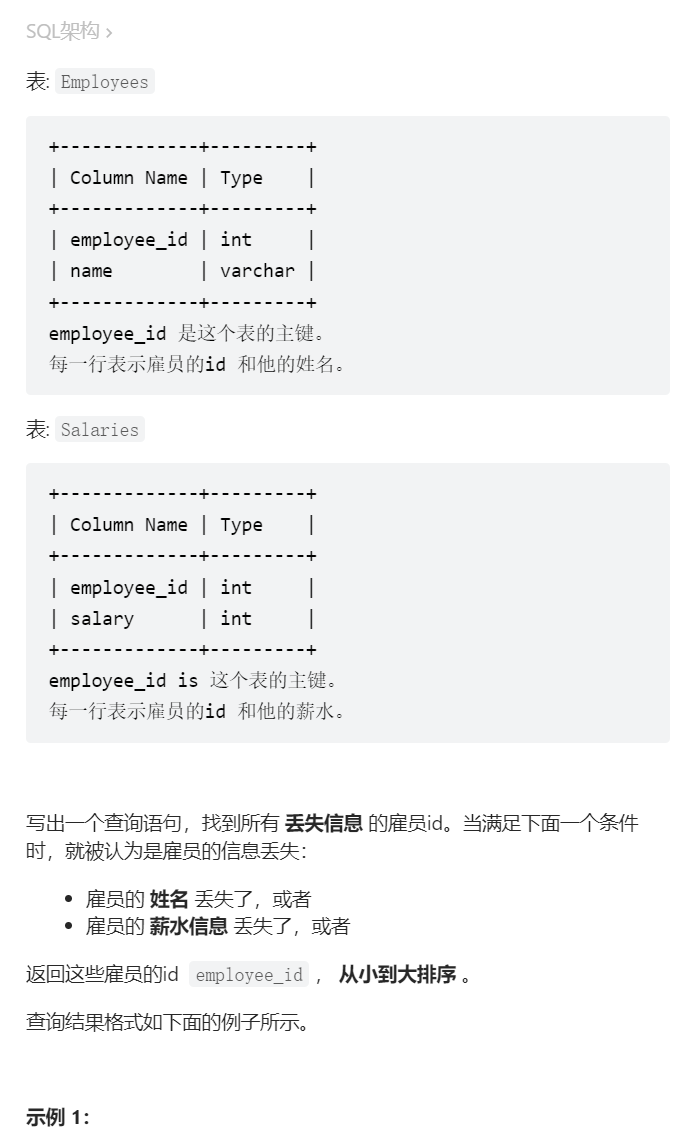 SQL架构 ›
表: Employees
+-------------+---------+
| Column Name | Type    |
+-------------+---------+
| employee_id | int     |
| name        | varchar |
+-------------+---------+
employee_id 是这个表的主键。
每一行表示雇员的id 和他的姓名。
表: Salaries
+-------------+---------+
| Column Name | Type    |
+-------------+---------+
| employee_id | int     |
| salary      | int     |
+-------------+---------+
employee_id is 这个表的主键。
每一行表示雇员的id 和他的薪水。
写出一个查询语句，找到所有 丢失信息 的雇员id。当满足下面一个条件
时，就被认为是雇员的信息丢失：
• 雇员的 姓名 丢失了，或者
• 雇员的 薪水信息 丢失了，或者
返回这些雇员的id employee_id ， 从小到大排序 。
查询结果格式如下面的例子所示。
示例 1：